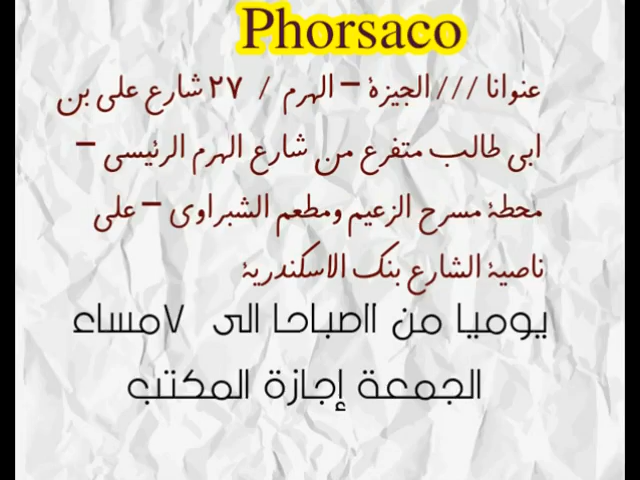 Phorsaco
عنوانا /// الجيزة – الهرم / ٢٧ شارع على بن
ابى طالب متفرع من شارع الهرم الرئيسى –
محطة مسرح الزعيم ومطعم الشبراوى – على
ناصية الشارع بنك الاسكندرية
يوميا من ١١صباحا الى ٧مساء
الجمعة إجازة المكتب